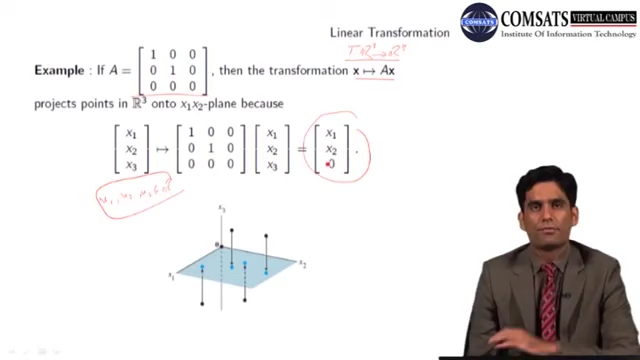 COMSATS VIRTUAL CAMPUS
Institute Of Information Technology
Linear Transformation
T: R³ → R³
Example : If A = [ 1 0 0 ; 0 1 0 ; 0 0 0 ], then the transformation x ↦ Ax
projects points in ℝ³ onto x₁x₂-plane because
[ x₁ ; x₂ ; x₃ ] ↦ [ 1 0 0 ; 0 1 0 ; 0 0 0 ] [ x₁ ; x₂ ; x₃ ] = [ x₁ ; x₂ ; 0 ].
x₃
0
x₁
x₂